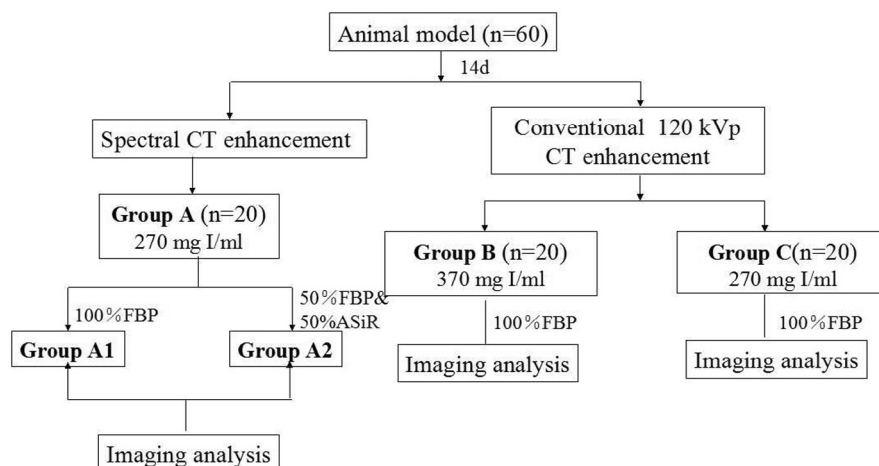 Animal model (n=60)
14d
Spectral CT enhancement
Conventional 120 kVp
CT enhancement
Group A (n=20)
270 mg I/ml
Group B (n=20)
370 mg I/ml
Group C(n=20)
270 mg I/ml
100%FBP
50%FBP&
50%ASiR
100%FBP
100%FBP
Group A1
Group A2
Imaging analysis
Imaging analysis
Imaging analysis